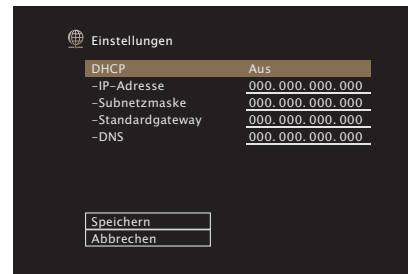 Einstellungen
DHCP Aus
-IP-Adresse 000.000.000.000
-Subnetzmaske 000.000.000.000
-Standardgateway 000.000.000.000
-DNS 000.000.000.000
Speichern
Abbrechen